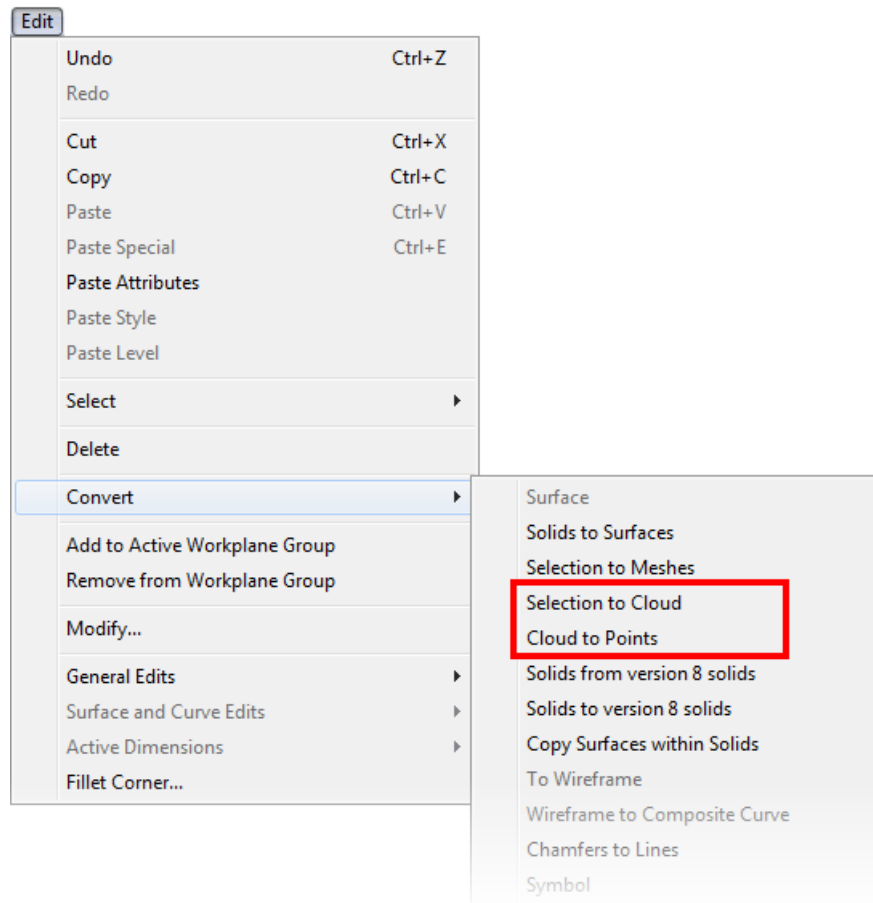 Edit
Undo Ctrl+Z
Redo
Cut Ctrl+X
Copy Ctrl+C
Paste Ctrl+V
Paste Special Ctrl+E
Paste Attributes
Paste Style
Paste Level
Select
Delete
Convert
Add to Active Workplane Group
Remove from Workplane Group
Modify...
General Edits
Surface and Curve Edits
Active Dimensions
Fillet Corner...
Surface
Solids to Surfaces
Selection to Meshes
Selection to Cloud
Cloud to Points
Solids from version 8 solids
Solids to version 8 solids
Copy Surfaces within Solids
To Wireframe
Wireframe to Composite Curve
Chamfers to Lines
Symbol